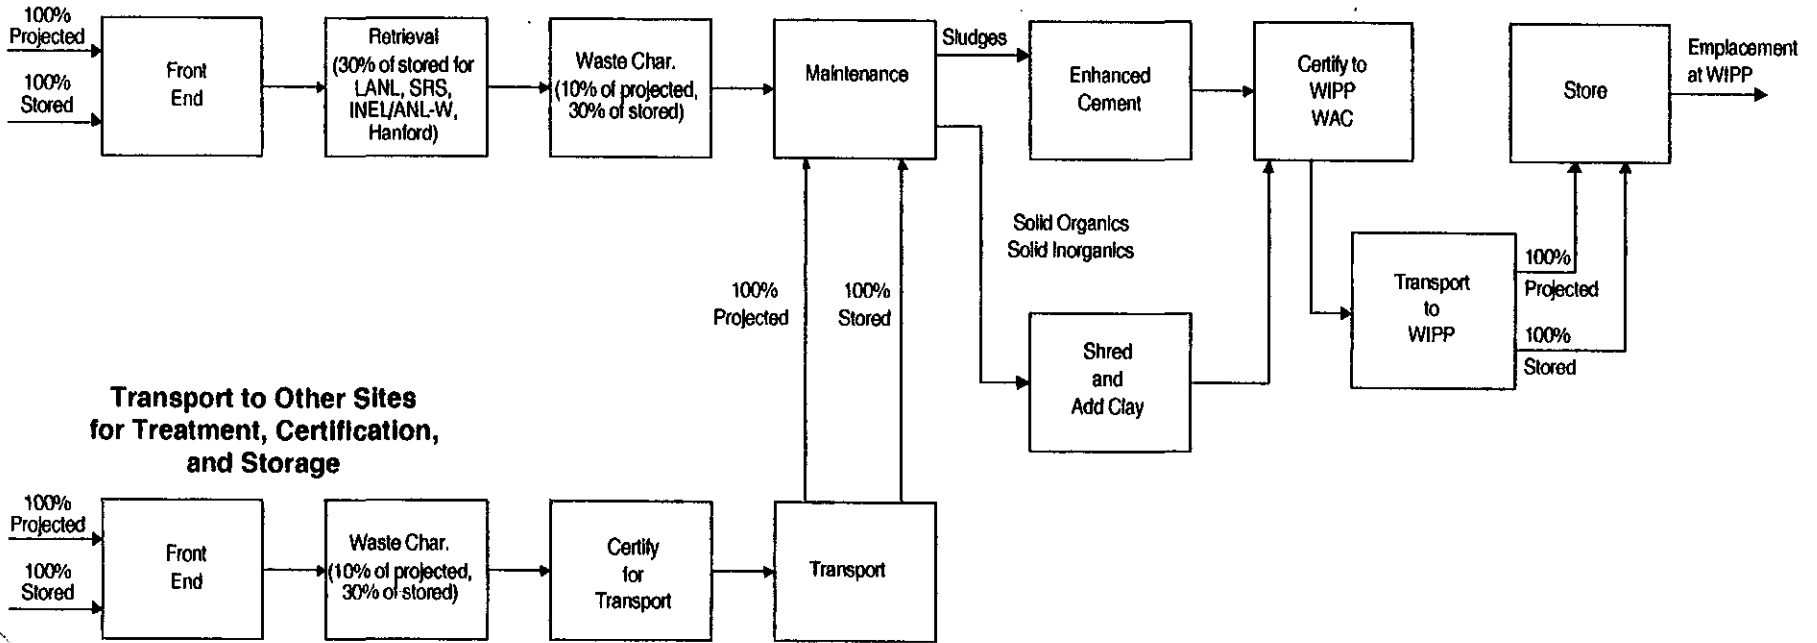 100%
Projected
100%
Stored
Front
End
Retrieval
(30% of stored for
LANL, SRS,
INEL/ANL-W,
Hanford)
Waste Char.
(10% of projected,
30% of stored)
Maintenance
Sludges
Enhanced
Cement
Certify to
WIPP
WAC
Store
Emplacement
at WIPP
Solid Organics
Solid Inorganics
100%
Projected
100%
Stored
Shred
and
Add Clay
Transport
to
WIPP
100%
Projected
100%
Stored
Transport to Other Sites
for Treatment, Certification,
and Storage
100%
Projected
100%
Stored
Front
End
Waste Char.
(10% of projected,
30% of stored)
Certify
for
Transport
Transport